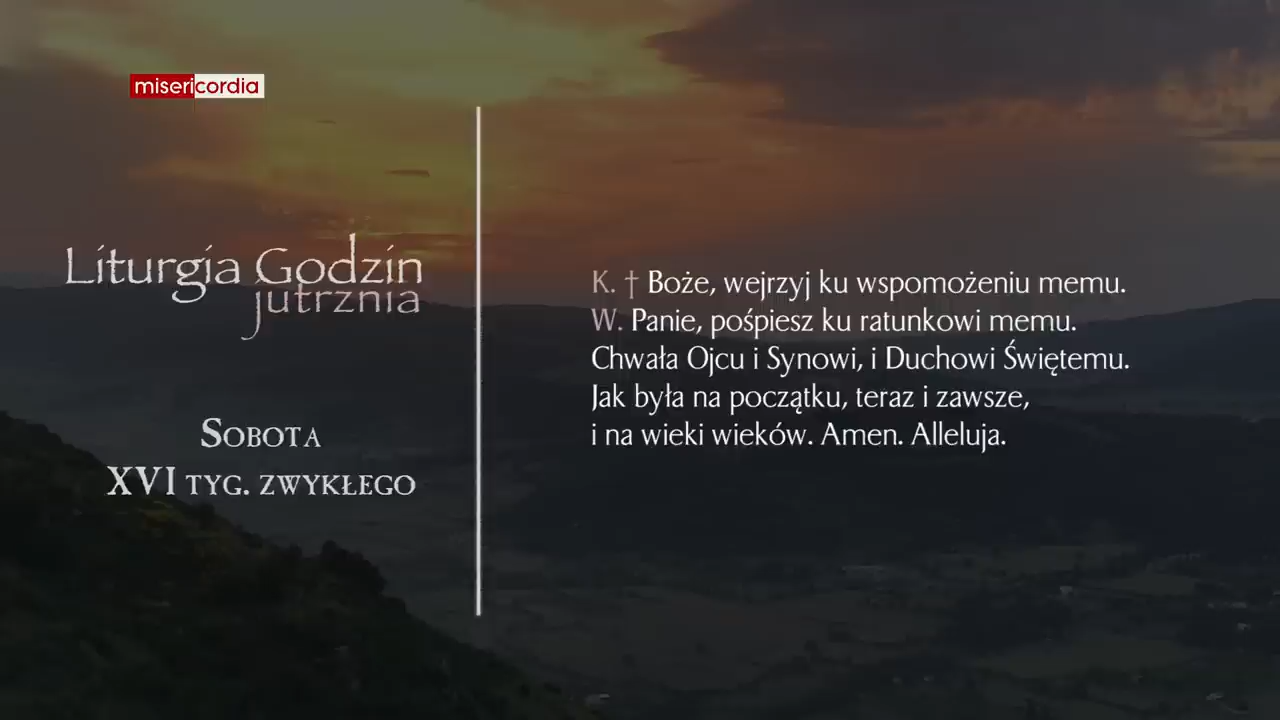 misericordia
Liturgia Godzin
jutrznia
Sobota
XVI tyg. zwykłego
K. † Boże, wejrzyj ku wspomożeniu memu.
W. Panie, pośpiesz ku ratunkowi memu.
Chwała Ojcu i Synowi, i Duchowi Świętemu.
Jak była na początku, teraz i zawsze,
i na wieki wieków. Amen. Alleluja.